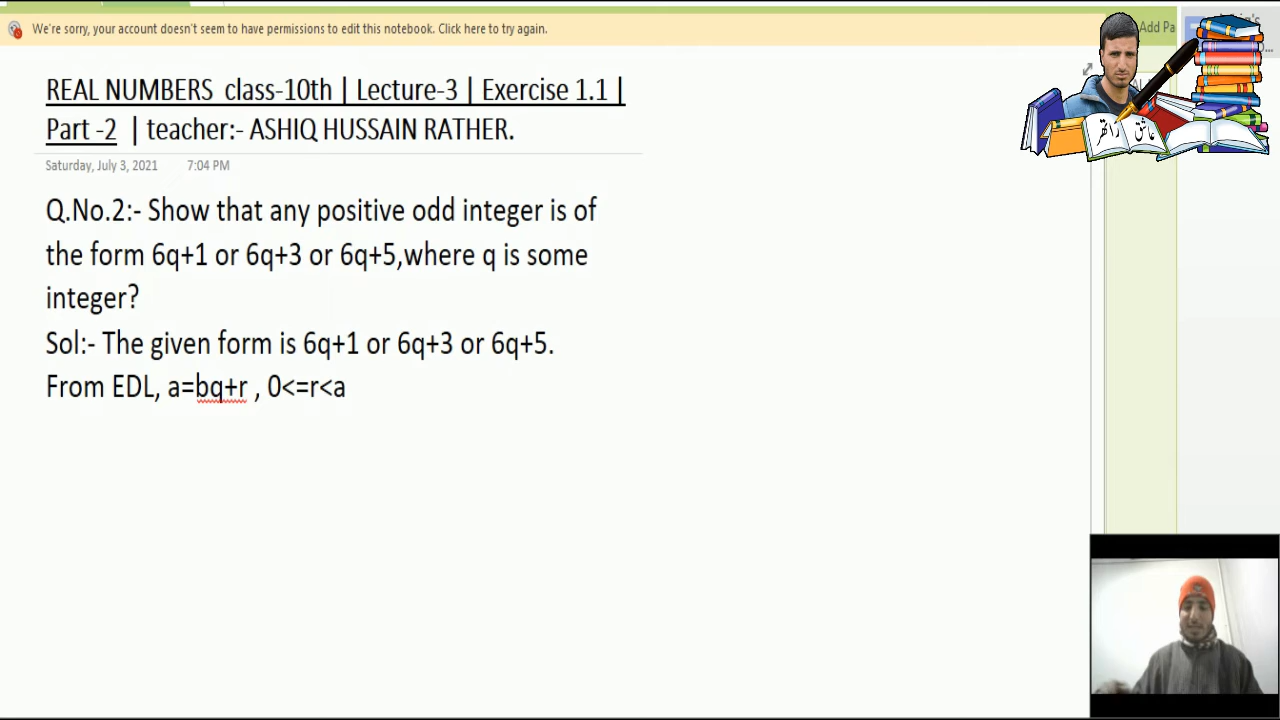 We're sorry, your account doesn't seem to have permissions to edit this notebook. Click here to try again.
Add Pa
REAL NUMBERS class-10th | Lecture-3 | Exercise 1.1 |
Part -2 | teacher:- ASHIQ HUSSAIN RATHER.
Saturday, July 3, 2021 7:04 PM
عاشق راتھر
Q.No.2:- Show that any positive odd integer is of
the form 6q+1 or 6q+3 or 6q+5,where q is some
integer?
Sol:- The given form is 6q+1 or 6q+3 or 6q+5.
From EDL, a=bq+r , 0<=r<a